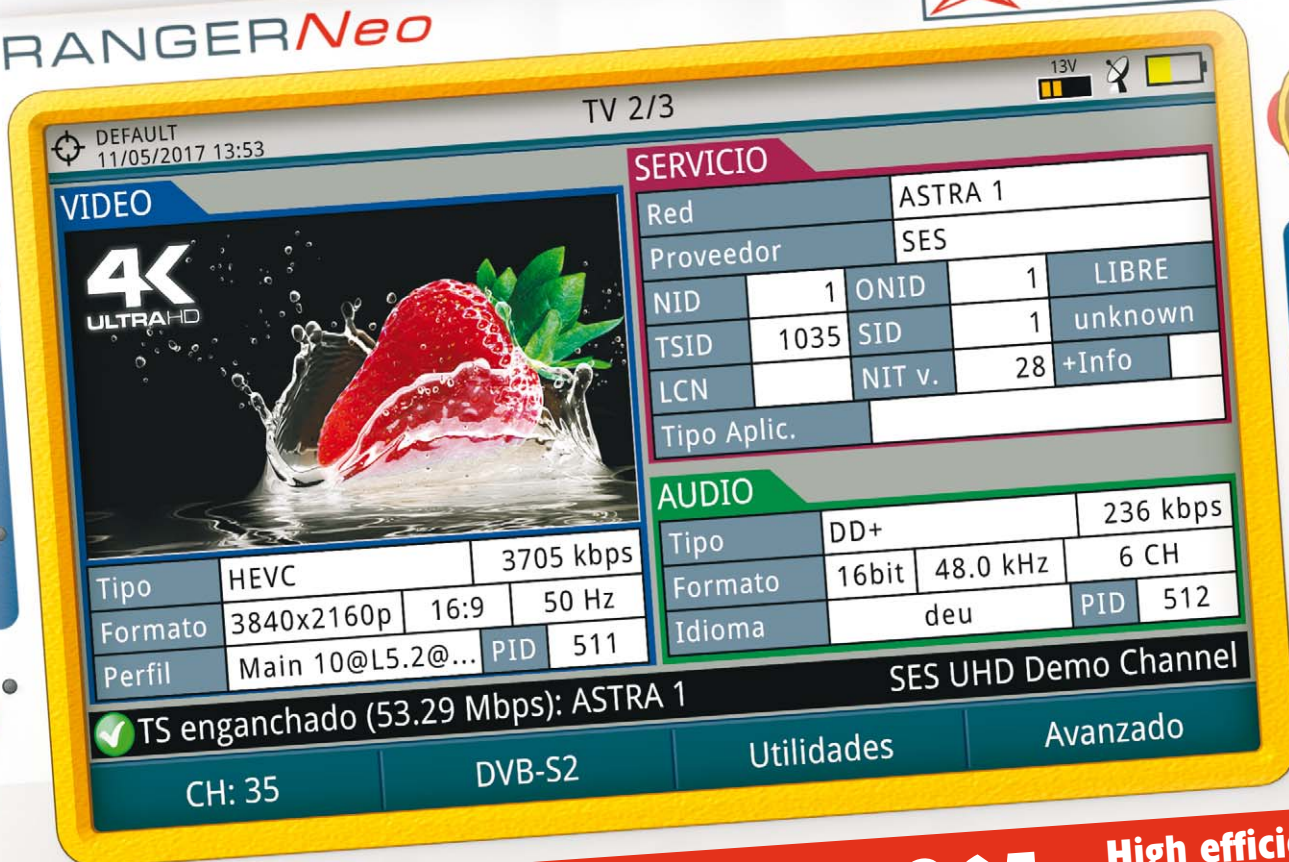 RANGERNeo
DEFAULT
11/05/2017 13:53
TV 2/3
13V
VIDEO
4K
ULTRAHD
Tipo HEVC 3705 kbps
Formato 3840x2160p 16:9 50 Hz
Perfil Main 10@L5.2@... PID 511
SERVICIO
Red ASTRA 1
Proveedor SES
NID 1 ONID 1 LIBRE
TSID 1035 SID 1 unknown
LCN NIT v. 28 +Info
Tipo Aplic.
AUDIO
Tipo DD+ 236 kbps
Formato 16bit 48.0 kHz 6 CH
Idioma deu PID 512
TS enganchado (53.29 Mbps): ASTRA 1 SES UHD Demo Channel
CH: 35 DVB-S2 Utilidades Avanzado
High